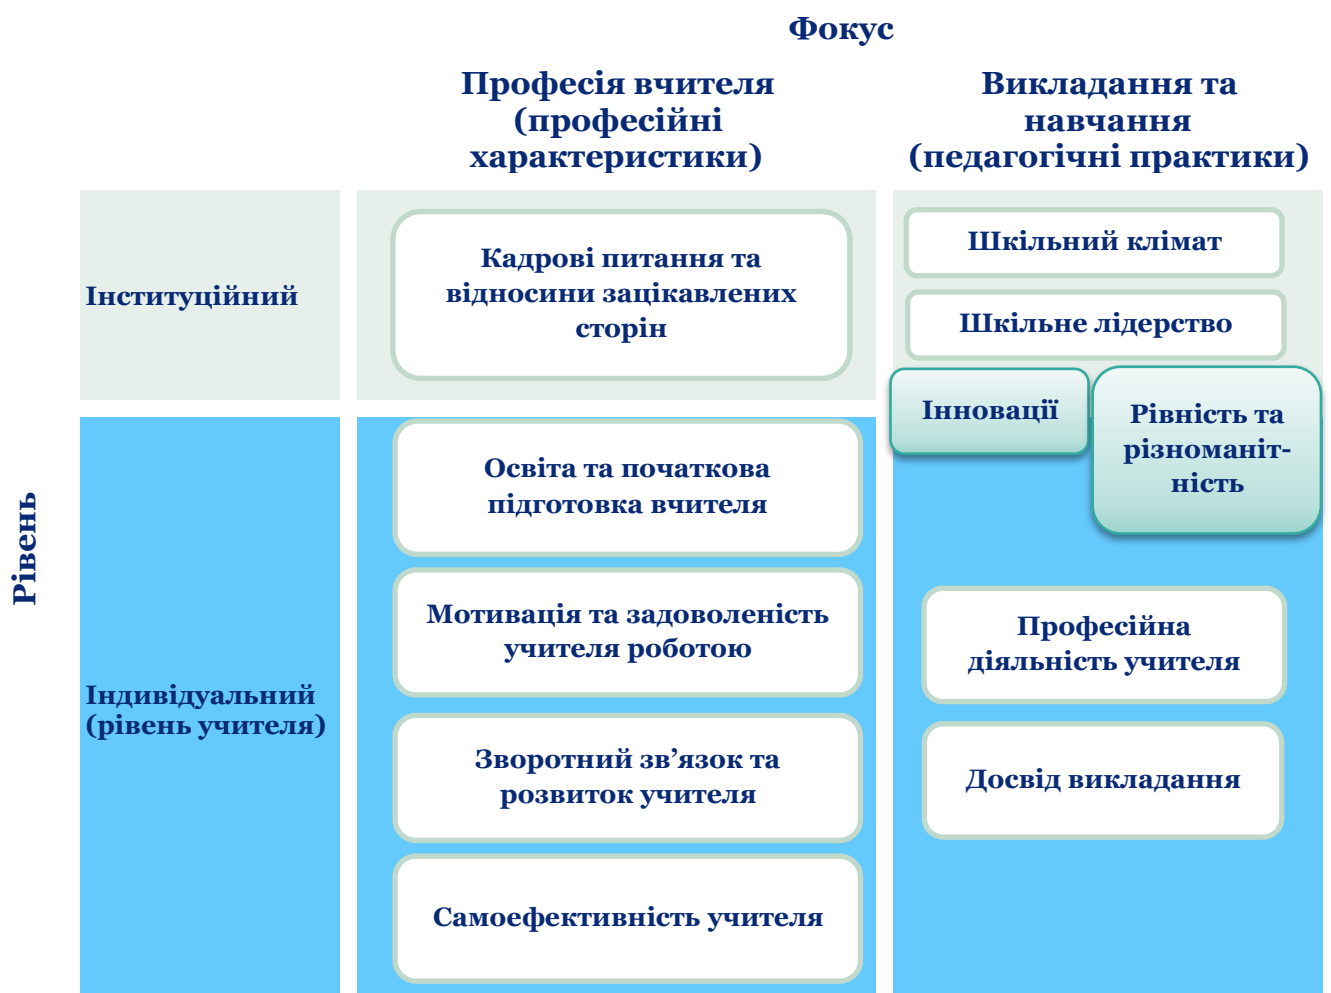 Фокус
Професія вчителя
(професійні
характеристики)
Викладання та
навчання
(педагогічні практики)
Рівень
Інституційний
Кадрові питання та
відносини зацікавлених
сторін
Шкільний клімат
Шкільне лідерство
Інновації
Рівність та
різноманіт-
ність
Індивідуальний
(рівень учителя)
Освіта та початкова
підготовка вчителя
Мотивація та задоволеність
учителя роботою
Зворотний зв’язок та
розвиток учителя
Самоефективність учителя
Професійна
діяльність учителя
Досвід викладання